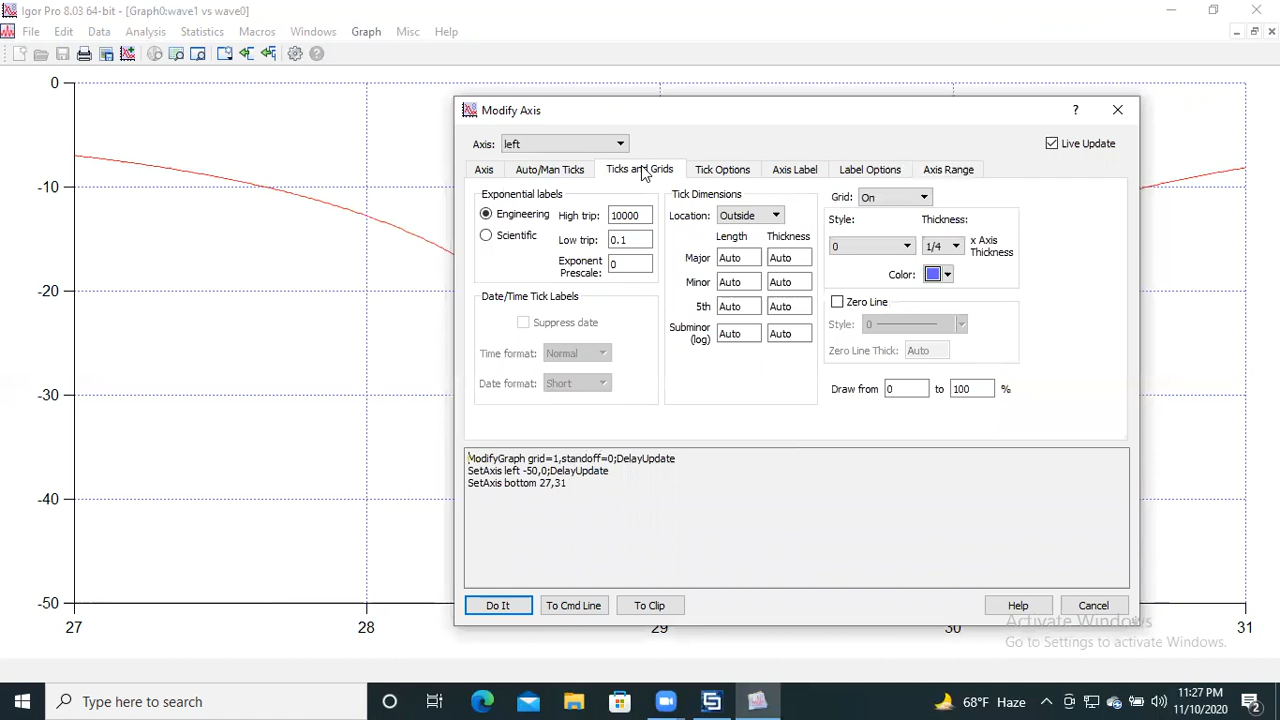 Igor Pro 8.03 64-bit - [Graph0:wave1 vs wave0]
File Edit Data Analysis Statistics Macros Windows Graph Misc Help
0
-10
-20
-30
-40
-50
27 28 29 30 31
Modify Axis
?
Axis: left
Live Update
Axis Auto/Man Ticks Ticks and Grids Tick Options Axis Label Label Options Axis Range
Exponential labels
Engineering High trip: 10000
Scientific Low trip: 0.1
Exponent
Prescale: 0
Date/Time Tick Labels
Suppress date
Time format: Normal
Date format: Short
Tick Dimensions
Location: Outside
Length Thickness
Major Auto Auto
Minor Auto Auto
5th Auto Auto
Subminor
(log) Auto Auto
Grid: On
Style: Thickness:
0 1/4 x Axis
Thickness
Color:
Zero Line
Style: 0
Zero Line Thick: Auto
Draw from 0 to 100 %
ModifyGraph grid=1,standoff=0;DelayUpdate
SetAxis left -50,0;DelayUpdate
SetAxis bottom 27,31
Do It To Cmd Line To Clip Help Cancel
Activate Windows
Go to Settings to activate Windows.
Type here to search
68°F Haze
11:27 PM
11/10/2020
2